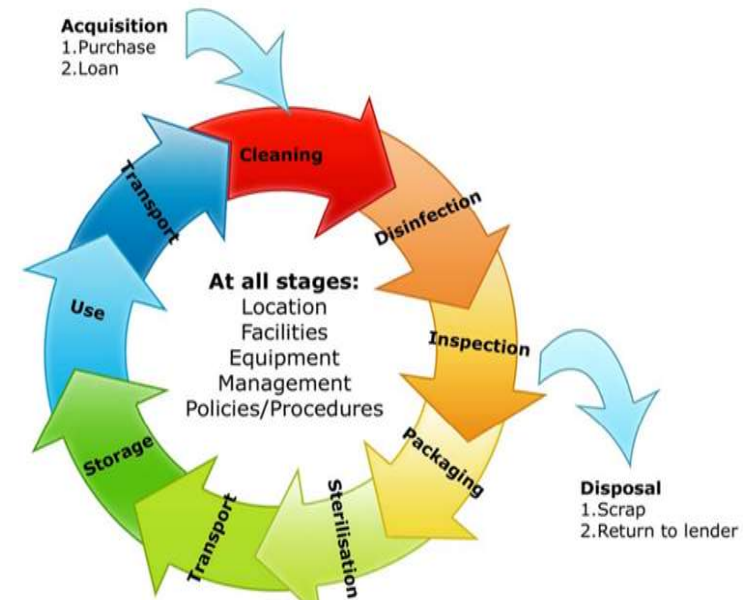 Acquisition
1.Purchase
2.Loan
Cleaning
Disinfection
Inspection
Packaging
Sterilisation
Transport
Storage
Use
Transport
At all stages:
Location
Facilities
Equipment
Management
Policies/Procedures
Disposal
1.Scrap
2.Return to lender